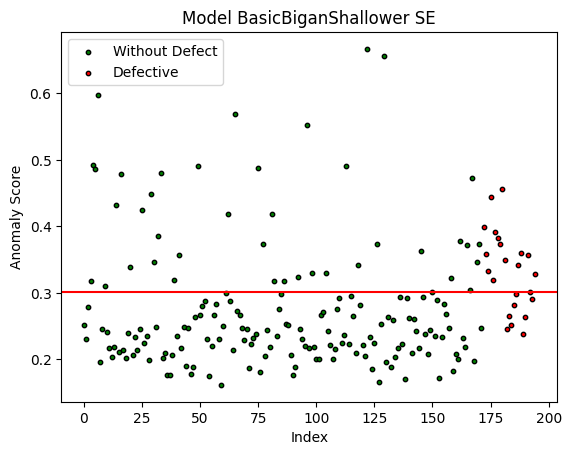 Model BasicBiganShallower SE
Without Defect
Defective
Anomaly Score
0.6
0.5
0.4
0.3
0.2
0 25 50 75 100 125 150 175 200
Index